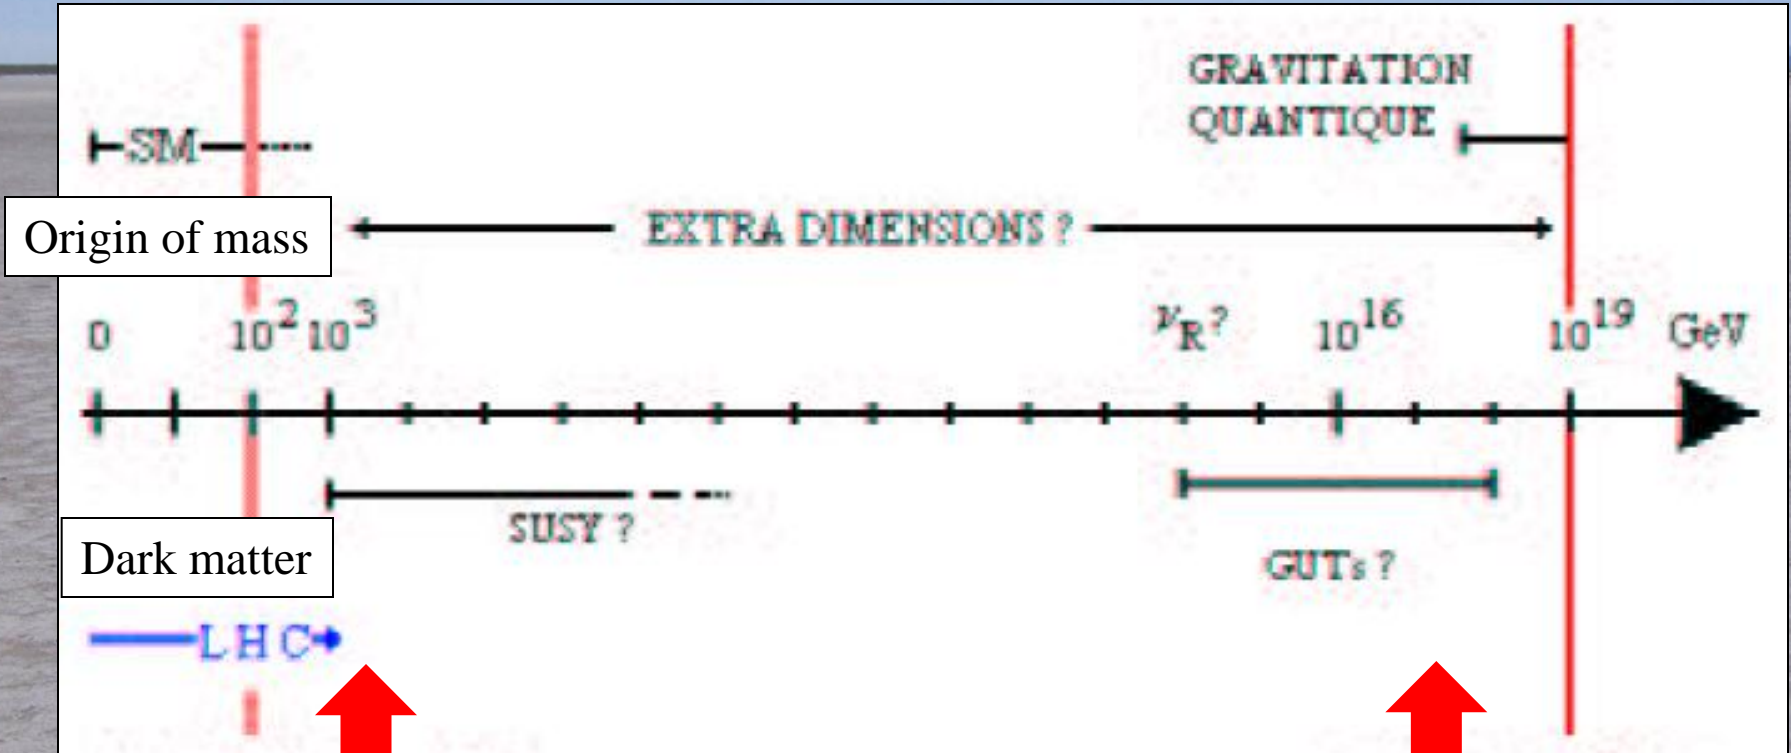 GRAVITATION
QUANTIQUE
SM
Origin of mass
EXTRA DIMENSIONS ?
0 10² 10³ νR? 10¹⁶ 10¹⁹ GeV
SUSY ?
Dark matter
GUTs ?
LHC